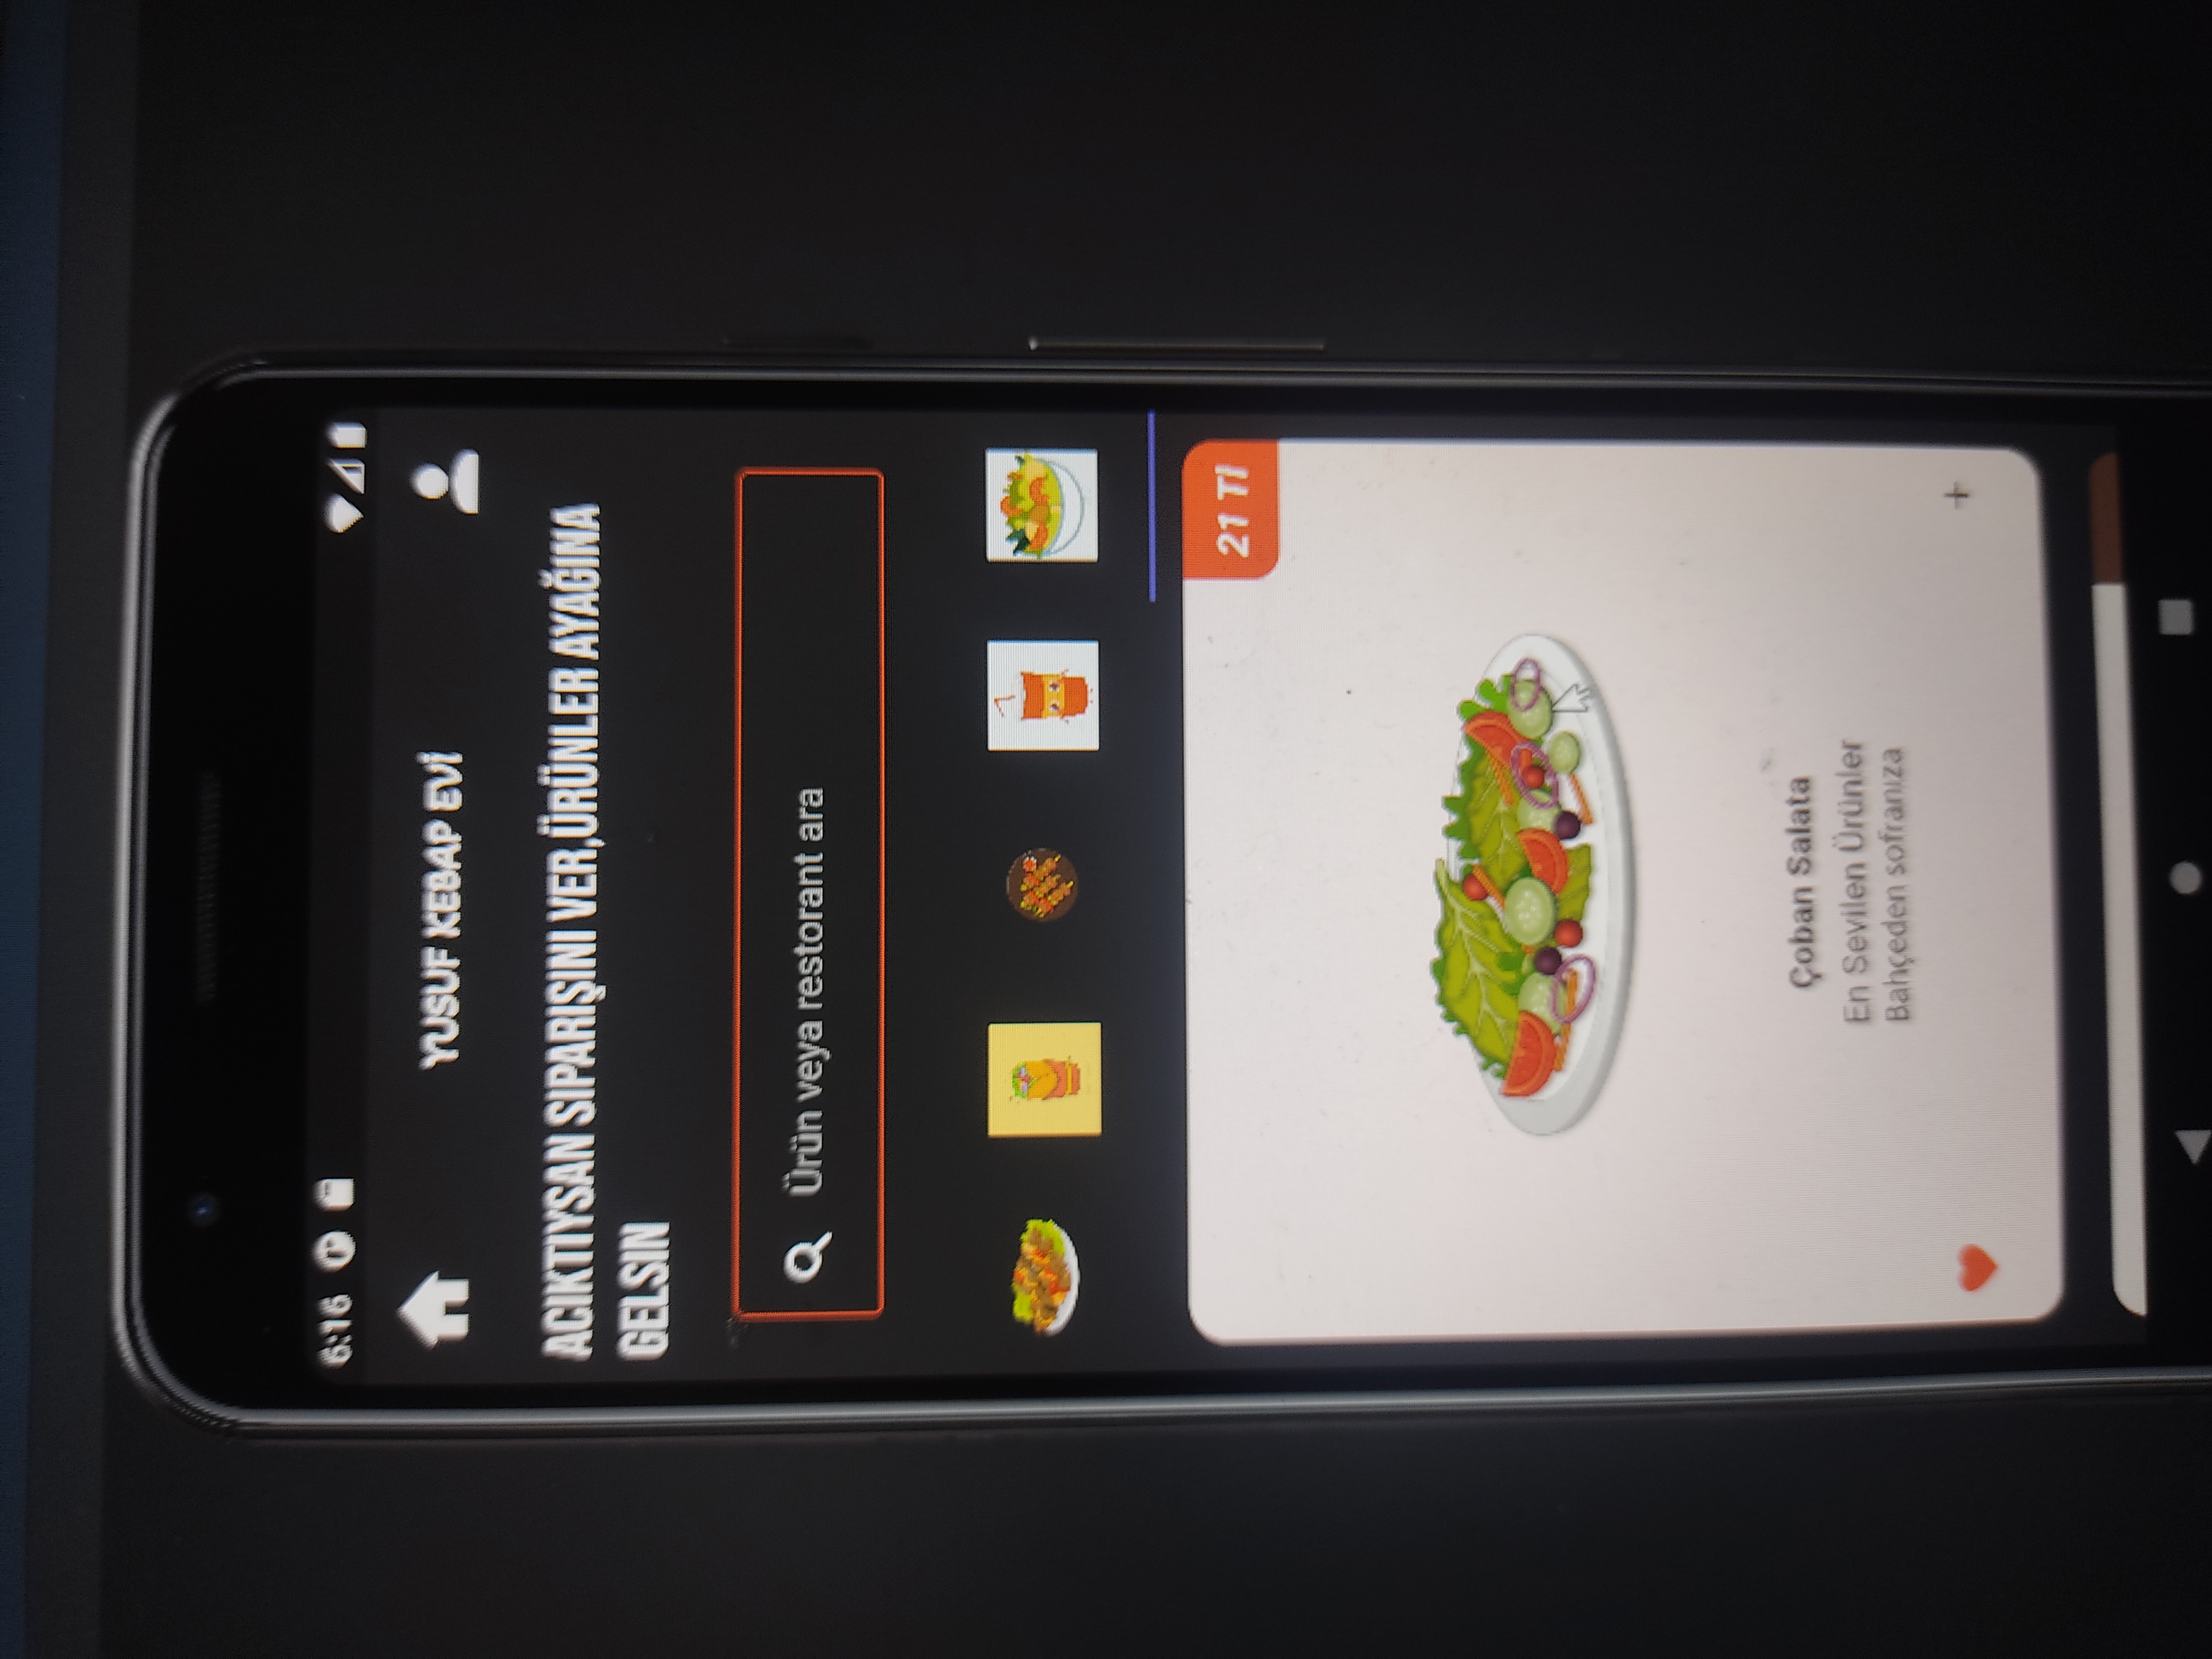 6:16
YUSUF KEBAP EVİ
ACIKTIYSAN SIPARIŞINI VER,ÜRÜNLER AYAĞINA
GELSIN
Ürün veya restorant ara
21 Tl
Çoban Salata
En Sevilen Ürünler
Bahçeden sofranıza